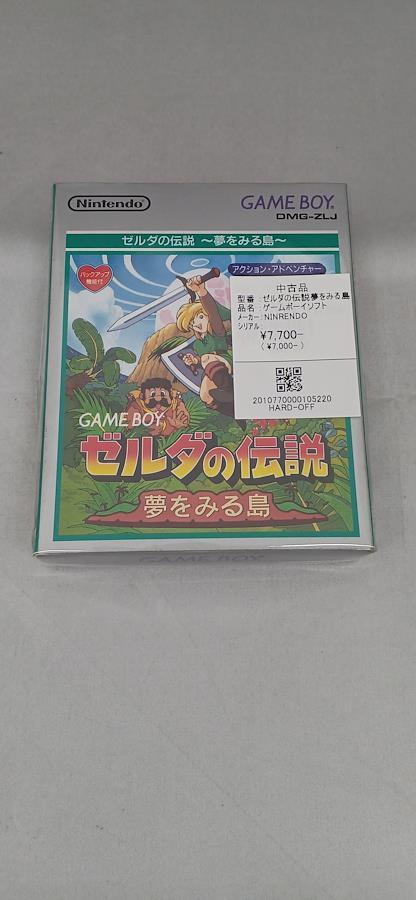 Nintendo
GAME BOY
DMG-ZLJ
ゼルダの伝説 ～夢をみる島～
バックアップ
機能付
アクション・アドベンチャー
中古品
型番 :ゼルダの伝説夢をみる島
品名 :ゲームボーイソフト
メーカー:NINRENDO
シリアル:
¥7,700-
( ¥7,000- )
2010770000105220
HARD-OFF
GAME BOY
ゼルダの伝説
夢をみる島
GAME BOY